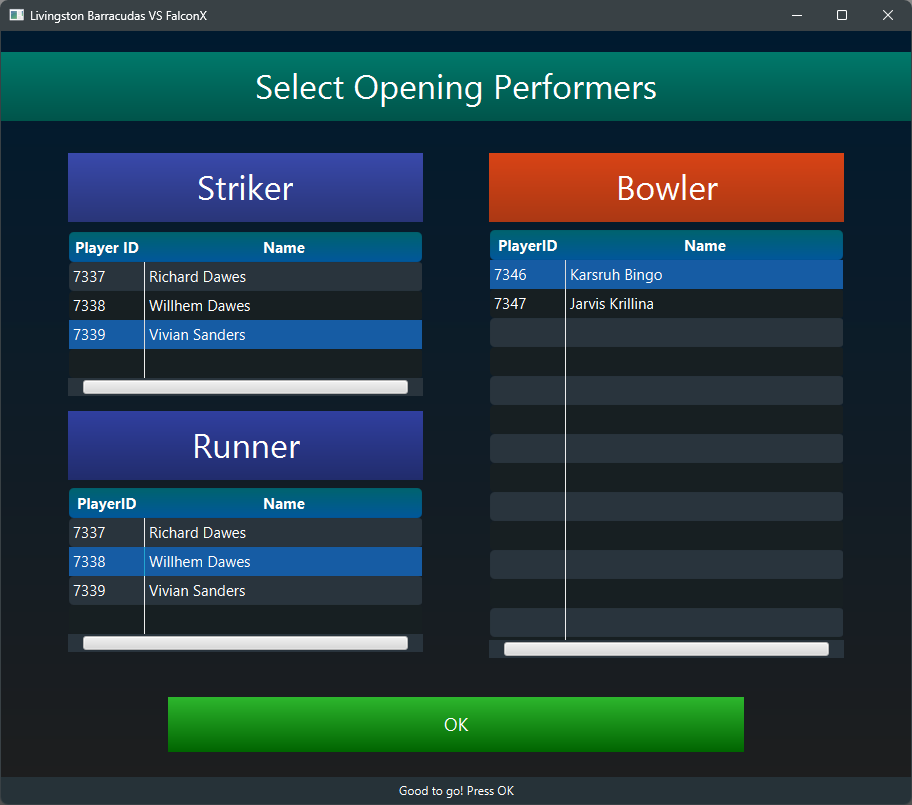 Livingston Barracudas VS FalconX
Select Opening Performers
Striker
Player ID Name
7337 Richard Dawes
7338 Willhem Dawes
7339 Vivian Sanders
Runner
PlayerID Name
7337 Richard Dawes
7338 Willhem Dawes
7339 Vivian Sanders
Bowler
PlayerID Name
7346 Karsruh Bingo
7347 Jarvis Krillina
OK
Good to go! Press OK